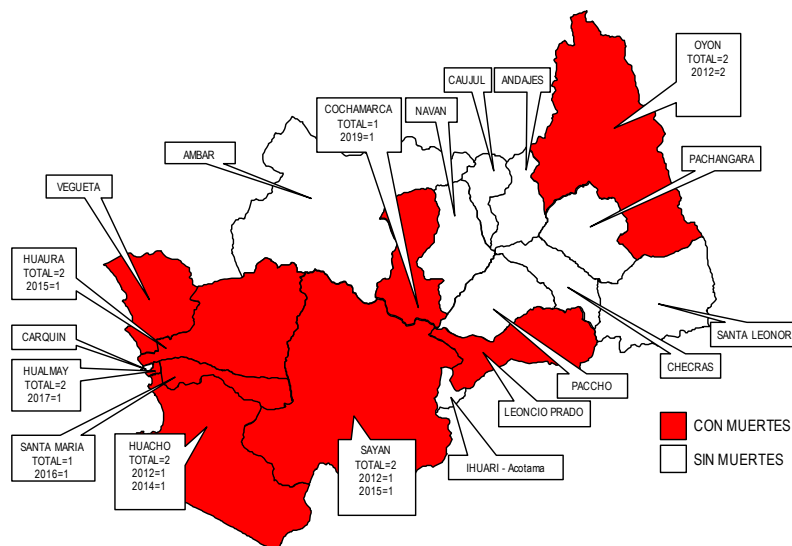 OYON
TOTAL=2
2012=2
CAUJUL
ANDAJES
COCHAMARCA
TOTAL=1
2019=1
NAVAN
AMBAR
PACHANGARA
VEGUETA
HUAURA
TOTAL=2
2015=1
CARQUIN
HUALMAY
TOTAL=2
2017=1
SANTA MARIA
TOTAL=1
2016=1
HUACHO
TOTAL=2
2012=1
2014=1
SAYAN
TOTAL=2
2012=1
2015=1
IHUARI - Acotama
LEONCIO PRADO
PACCHO
CHECRAS
SANTA LEONOR
CON MUERTES
SIN MUERTES